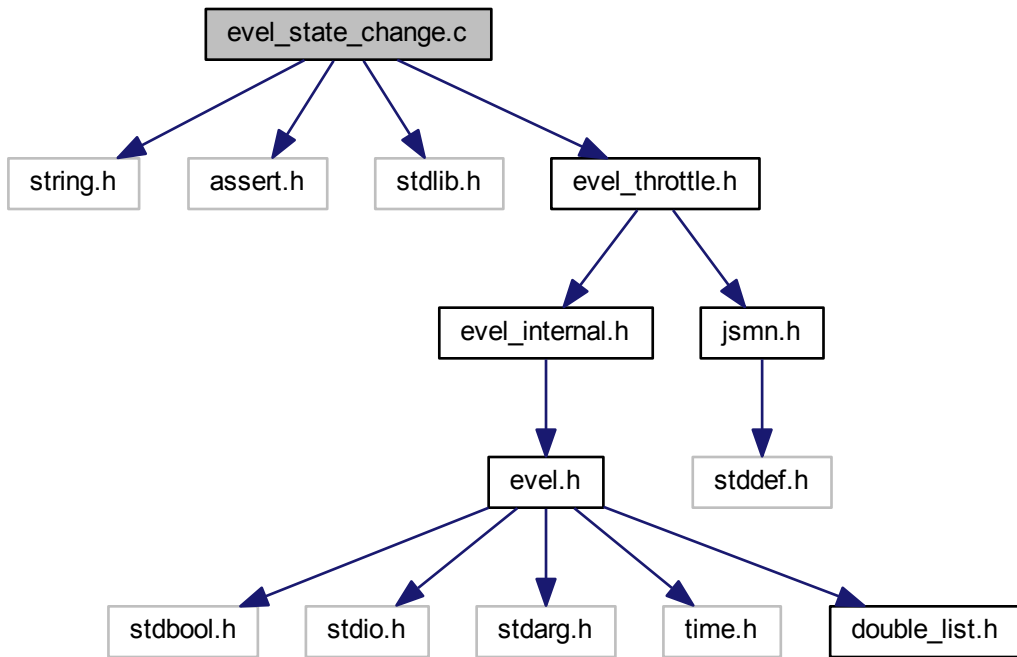 evel_state_change.c
string.h
assert.h
stdlib.h
evel_throttle.h
evel_internal.h
jsmn.h
evel.h
stddef.h
stdbool.h
stdio.h
stdarg.h
time.h
double_list.h